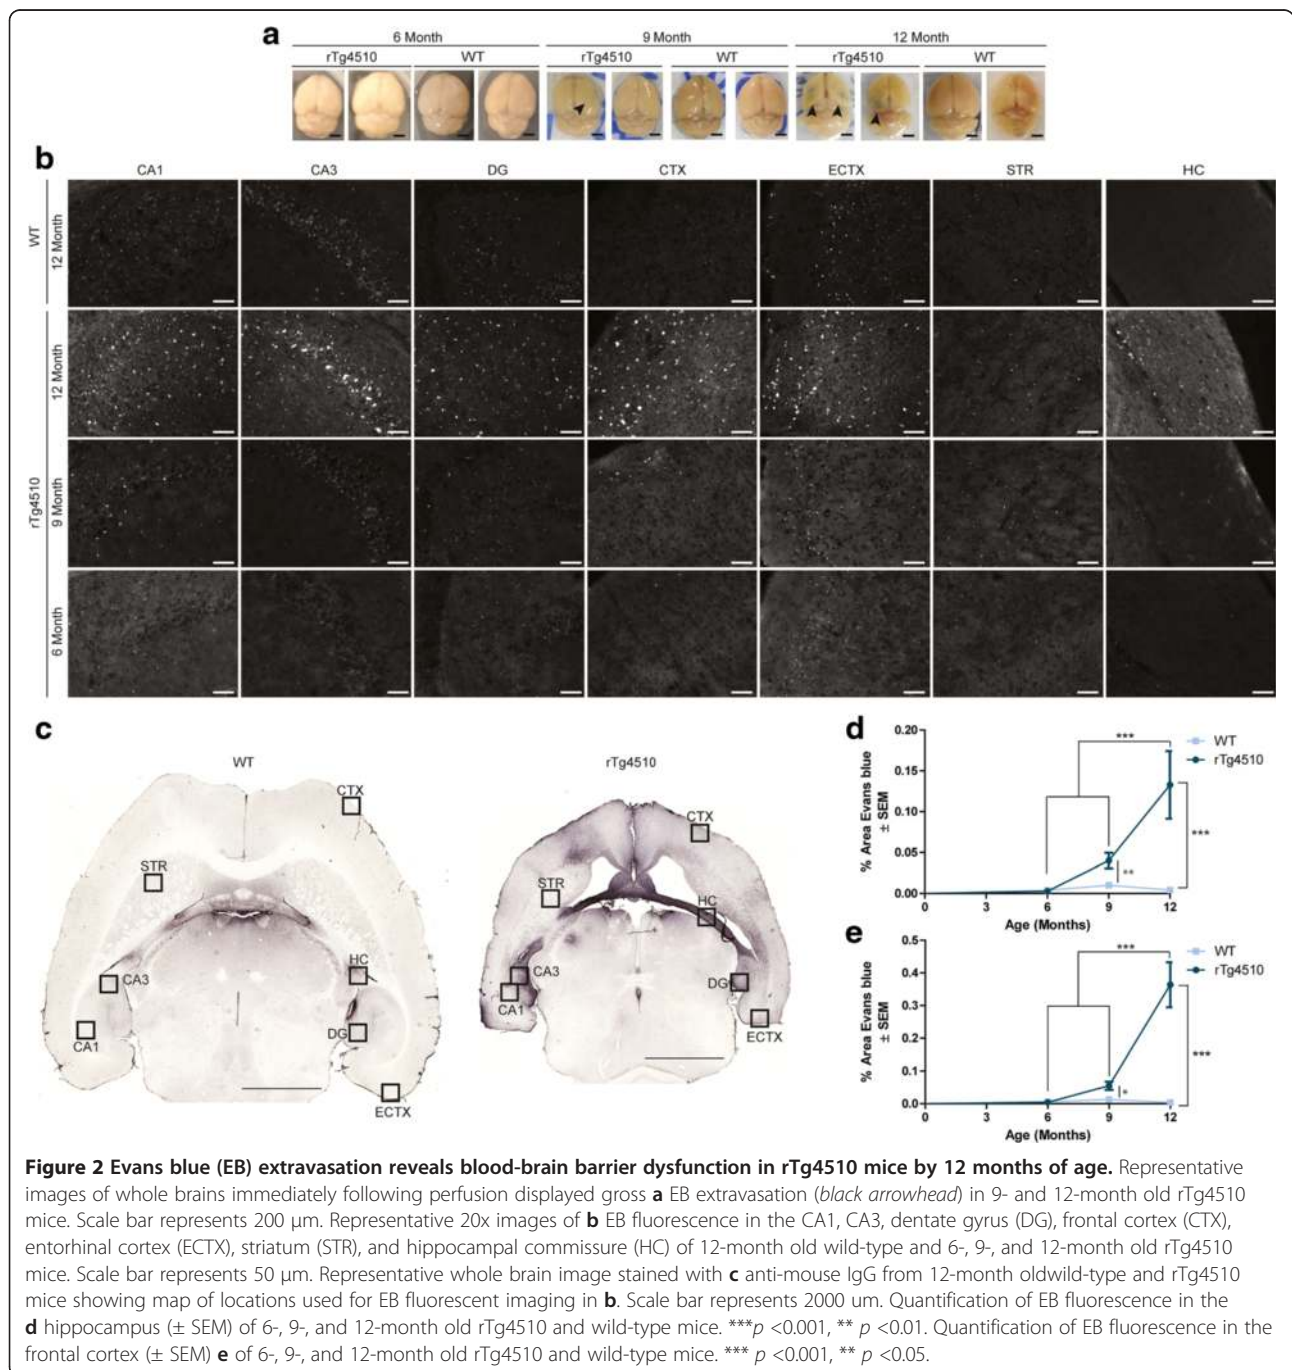 a
6 Month
9 Month
12 Month
rTg4510
WT
rTg4510
WT
rTg4510
WT
b
CA1
CA3
DG
CTX
ECTX
STR
HC
WT
12 Month
rTg4510
12 Month
9 Month
6 Month
c
WT
CTX
STR
HC
CA3
DG
CA1
ECTX
rTg4510
CTX
STR
HC
CA3
DG
CA1
ECTX
d
% Area Evans blue
± SEM
0.20
0.15
0.10
0.05
0.00
0
3
6
9
12
Age (Months)
***
**
***
WT
rTg4510
e
% Area Evans blue
± SEM
0.5
0.4
0.3
0.2
0.1
0.0
0
3
6
9
12
Age (Months)
***
*
***
WT
rTg4510
Figure 2 Evans blue (EB) extravasation reveals blood-brain barrier dysfunction in rTg4510 mice by 12 months of age. Representative
images of whole brains immediately following perfusion displayed gross a EB extravasation (black arrowhead) in 9- and 12-month old rTg4510
mice. Scale bar represents 200 μm. Representative 20x images of b EB fluorescence in the CA1, CA3, dentate gyrus (DG), frontal cortex (CTX),
entorhinal cortex (ECTX), striatum (STR), and hippocampal commissure (HC) of 12-month old wild-type and 6-, 9-, and 12-month old rTg4510
mice. Scale bar represents 50 μm. Representative whole brain image stained with c anti-mouse IgG from 12-month oldwild-type and rTg4510
mice showing map of locations used for EB fluorescent imaging in b. Scale bar represents 2000 um. Quantification of EB fluorescence in the
d hippocampus (± SEM) of 6-, 9-, and 12-month old rTg4510 and wild-type mice. ***p <0.001, ** p <0.01. Quantification of EB fluorescence in the
frontal cortex (± SEM) e of 6-, 9-, and 12-month old rTg4510 and wild-type mice. *** p <0.001, ** p <0.05.